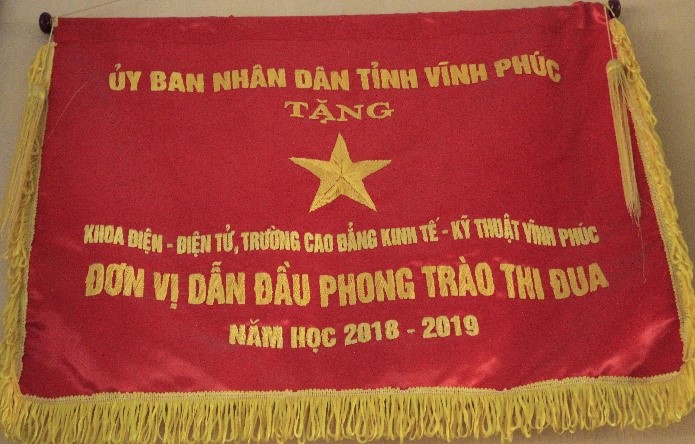 ỦY BAN NHÂN DÂN TỈNH VĨNH PHÚC
TẶNG
KHOA ĐIỆN - ĐIỆN TỬ, TRƯỜNG CAO ĐẲNG KINH TẾ - KỸ THUẬT VĨNH PHÚC
ĐƠN VỊ DẪN ĐẦU PHONG TRÀO THI ĐUA
NĂM HỌC 2018 - 2019